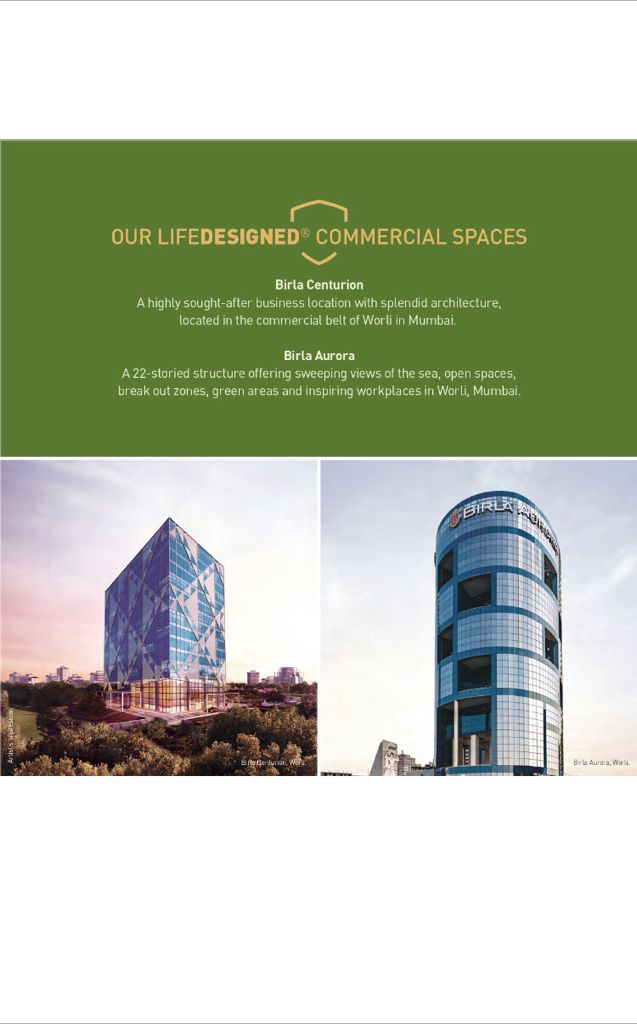 OUR LIFEDESIGNED® COMMERCIAL SPACES
Birla Centurion
A highly sought-after business location with splendid architecture,
located in the commercial belt of Worli in Mumbai.
Birla Aurora
A 22-storied structure offering sweeping views of the sea, open spaces,
break out zones, green areas and inspiring workplaces in Worli, Mumbai.
BIRLA AURORA
Artist's impression
Birla Centurion, Worli.
Birla Aurora, Worli.